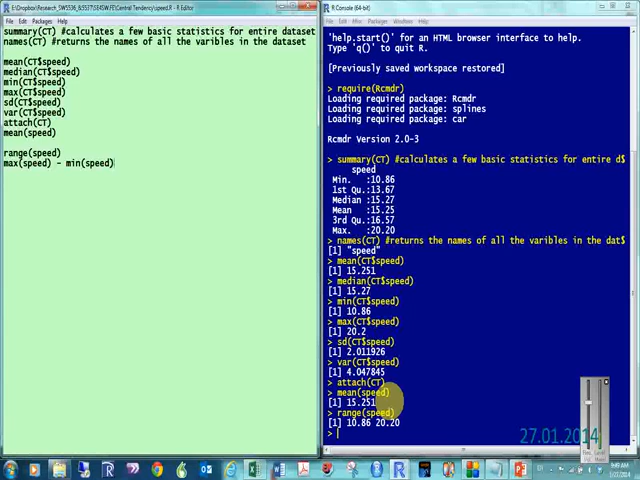 E:\Dropbox\Research_SW5536_&5537\SE4SW.FE\Central Tendency\speed.R - R Editor
File Edit Packages Help
summary(CT) #calculates a few basic statistics for entire dataset
names(CT) #returns the names of all the varibles in the dataset
mean(CT$speed)
median(CT$speed)
min(CT$speed)
max(CT$speed)
sd(CT$speed)
var(CT$speed)
attach(CT)
mean(speed)
range(speed)
max(speed) - min(speed)
R Console (64-bit)
File Edit Misc Packages Windows Help
'help.start()' for an HTML browser interface to help.
Type 'q()' to quit R.
[Previously saved workspace restored]
> require(Rcmdr)
Loading required package: Rcmdr
Loading required package: splines
Loading required package: car
Rcmdr Version 2.0-3
> summary(CT) #calculates a few basic statistics for entire d$
speed
Min. :10.86
1st Qu.:13.67
Median :15.27
Mean :15.25
3rd Qu.:16.57
Max. :20.20
> names(CT) #returns the names of all the varibles in the dat$
[1] "speed"
> mean(CT$speed)
[1] 15.251
> median(CT$speed)
[1] 15.27
> min(CT$speed)
[1] 10.86
> max(CT$speed)
[1] 20.2
> sd(CT$speed)
[1] 2.011926
> var(CT$speed)
[1] 4.047845
> attach(CT)
> mean(speed)
[1] 15.251
> range(speed)
[1] 10.86 20.20
>
27.01.2014